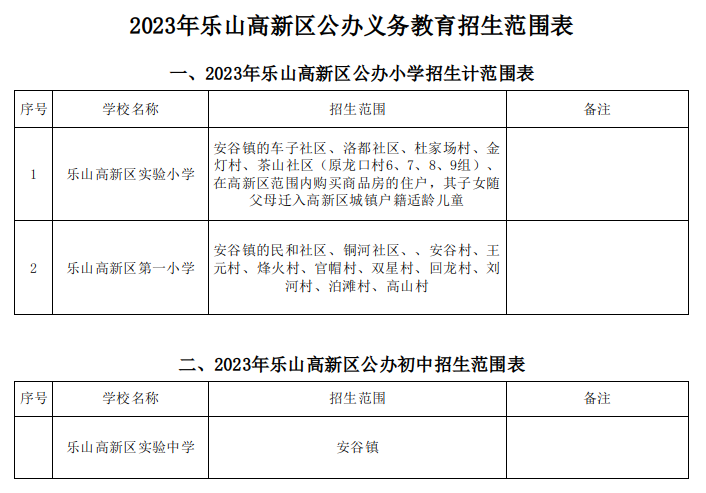 2023年乐山高新区公办义务教育招生范围表
一、2023年乐山高新区公办小学招生计范围表
序号 学校名称 招生范围 备注
1 乐山高新区实验小学 安谷镇的车子社区、洛都社区、杜家场村、金
灯村、茶山社区（原龙口村6、7、8、9组）、
在高新区范围内购买商品房的住户，其子女随
父母迁入高新区城镇户籍适龄儿童
2 乐山高新区第一小学 安谷镇的民和社区、铜河社区、、安谷村、王
元村、烽火村、官帽村、双星村、回龙村、刘
河村、泊滩村、高山村
二、2023年乐山高新区公办初中招生范围表
序号 学校名称 招生范围 备注
乐山高新区实验中学 安谷镇